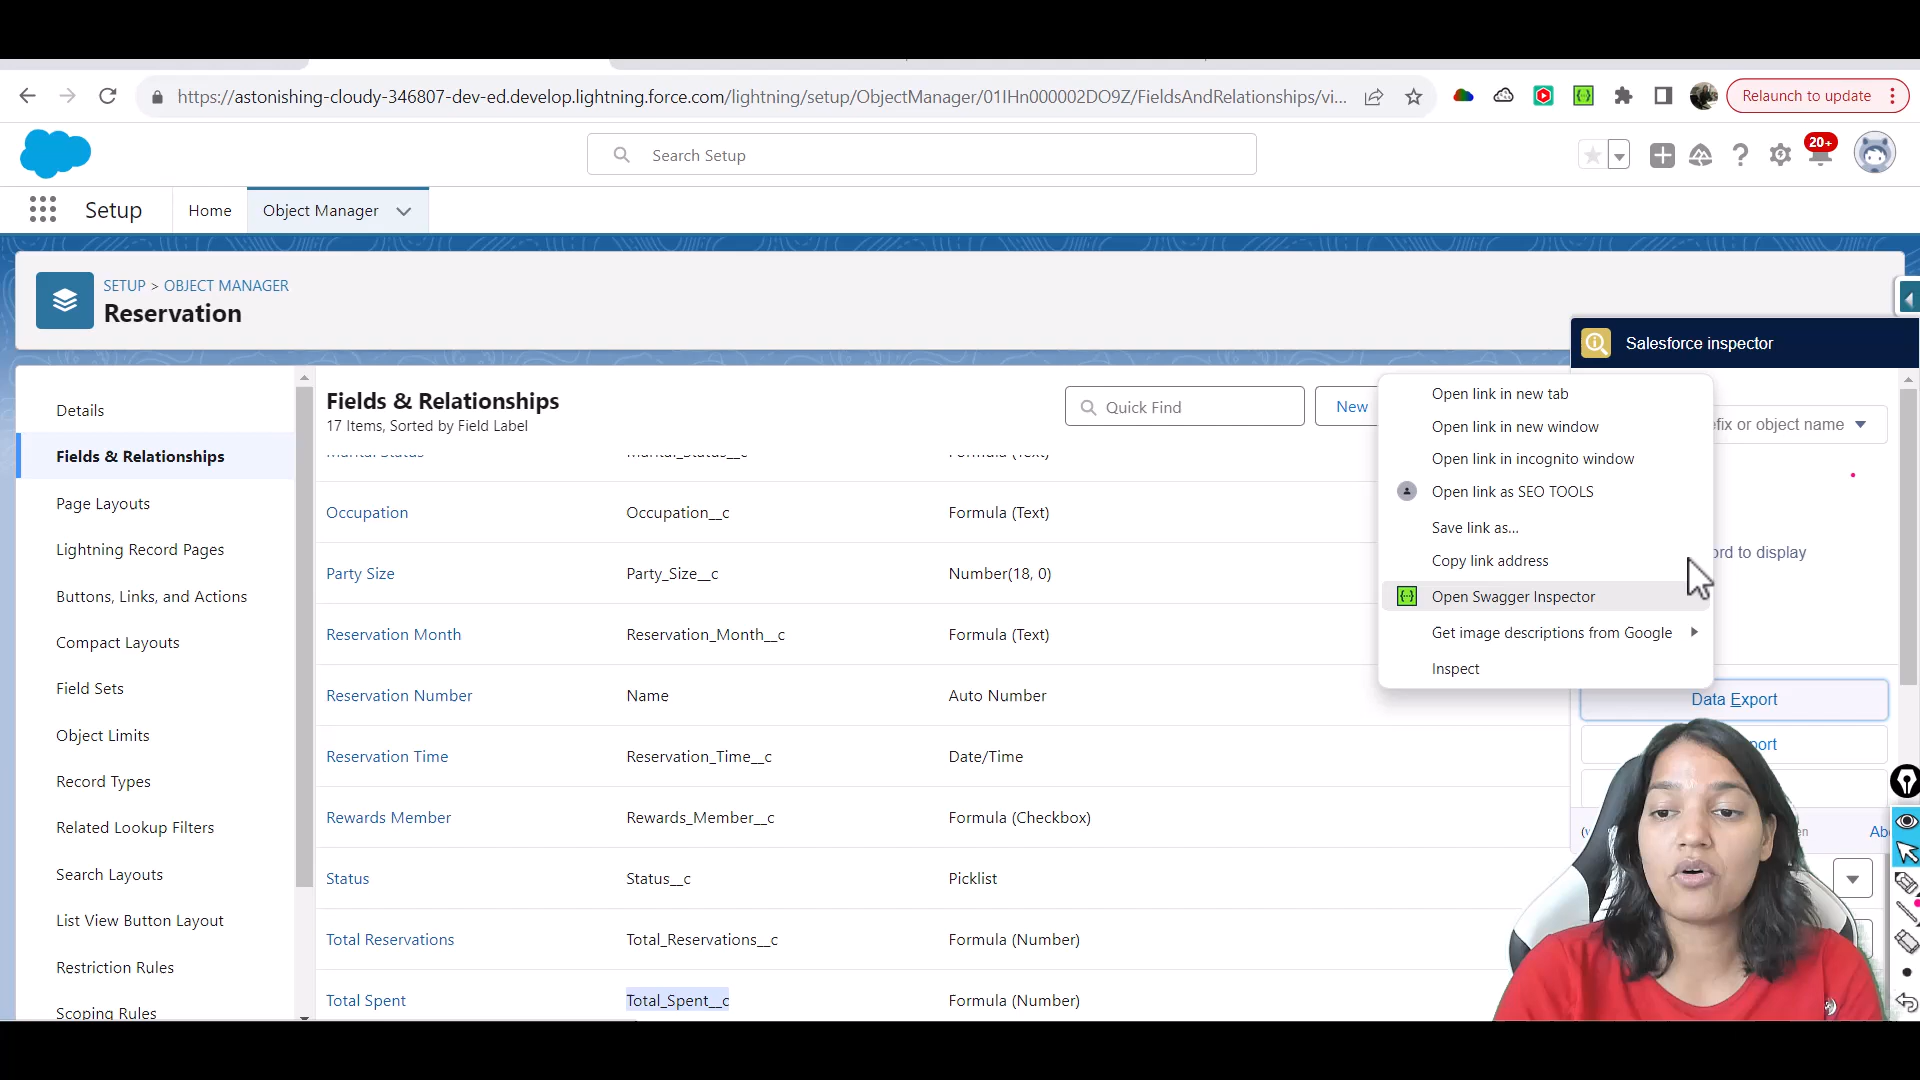 https://astonishing-cloudy-346807-dev-ed.develop.lightning.force.com/lightning/setup/ObjectManager/01IHn000002DO9Z/FieldsAndRelationships/vi...
Relaunch to update
Search Setup
20+
Setup
Home
Object Manager
SETUP > OBJECT MANAGER
Reservation
Salesforce inspector
Details
Fields & Relationships
Page Layouts
Lightning Record Pages
Buttons, Links, and Actions
Compact Layouts
Field Sets
Object Limits
Record Types
Related Lookup Filters
Search Layouts
List View Button Layout
Restriction Rules
Scoping Rules
Fields & Relationships
17 Items, Sorted by Field Label
Quick Find
New
Marital Status Marital_Status__c Formula (Text)
Occupation Occupation__c Formula (Text)
Party Size Party_Size__c Number(18, 0)
Reservation Month Reservation_Month__c Formula (Text)
Reservation Number Name Auto Number
Reservation Time Reservation_Time__c Date/Time
Rewards Member Rewards_Member__c Formula (Checkbox)
Status Status__c Picklist
Total Reservations Total_Reservations__c Formula (Number)
Total Spent Total_Spent__c Formula (Number)
Open link in new tab
Open link in new window
Open link in incognito window
Open link as SEO TOOLS
Save link as...
Copy link address
Open Swagger Inspector
Get image descriptions from Google
Inspect
fix or object name
ord to display
Data Export
port
Ab